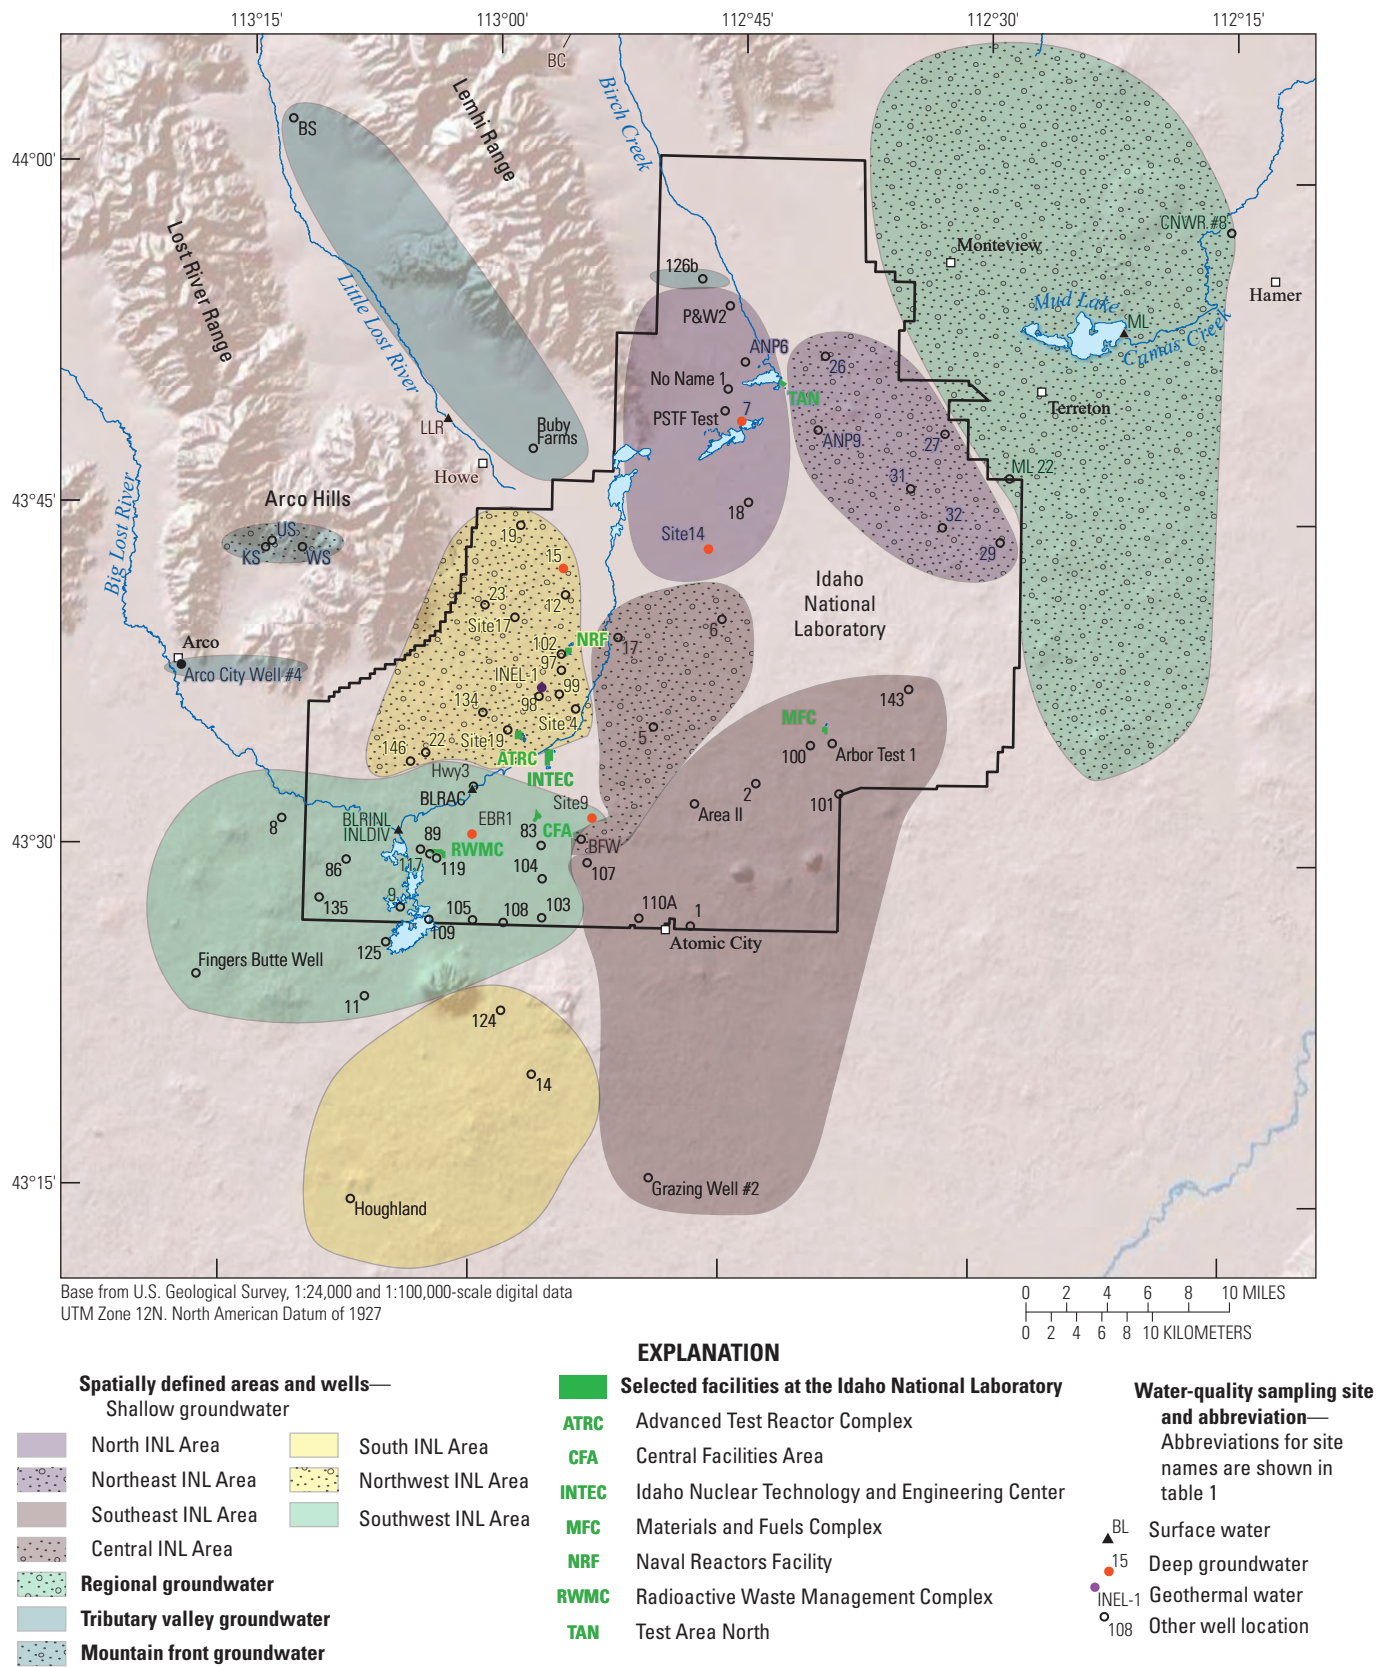 113°15'
113°00'
112°45'
112°30'
112°15'
BC
Lemhi Range
Birch Creek
BS
44°00'
Lost River Range
CNWR #8
Monteview
126b
Hamer
Little Lost River
P&W2
Mud Lake
ML
Camas Creek
ANP6
26
No Name 1
TAN
PSTF Test
7
Terreton
LLR
Buby
Farms
ANP9
27
Howe
ML 22
31
43°45'
Arco Hills
18
32
19
US
Site14
KS
WS
29
Big Lost River
15
Idaho
National
Laboratory
23
12
Site17
6
102
NRF
17
Arco
97
INEL-1
Arco City Well #4
99
98
134
143
Site 4
MFC
Site19
5
22
146
ATRC
100
Arbor Test 1
INTEC
Hwy3
2
BLRAC
Site9
101
Area II
BLRINL
INLDIV
EBR1
8
83
CFA
43°30'
89
RWMC
BFW
117
119
86
104
107
9
135
105
108
103
110A
1
109
Atomic City
125
Fingers Butte Well
11
124
14
43°15'
Grazing Well #2
Houghland
Base from U.S. Geological Survey, 1:24,000 and 1:100,000-scale digital data
UTM Zone 12N. North American Datum of 1927
0 2 4 6 8 10 MILES
0 2 4 6 8 10 KILOMETERS
EXPLANATION
Spatially defined areas and wells—
Shallow groundwater
North INL Area
Northeast INL Area
Southeast INL Area
Central INL Area
Regional groundwater
Tributary valley groundwater
Mountain front groundwater
South INL Area
Northwest INL Area
Southwest INL Area
Selected facilities at the Idaho National Laboratory
ATRC Advanced Test Reactor Complex
CFA Central Facilities Area
INTEC Idaho Nuclear Technology and Engineering Center
MFC Materials and Fuels Complex
NRF Naval Reactors Facility
RWMC Radioactive Waste Management Complex
TAN Test Area North
Water-quality sampling site
and abbreviation—
Abbreviations for site
names are shown in
table 1
BL Surface water
15 Deep groundwater
INEL-1 Geothermal water
108 Other well location